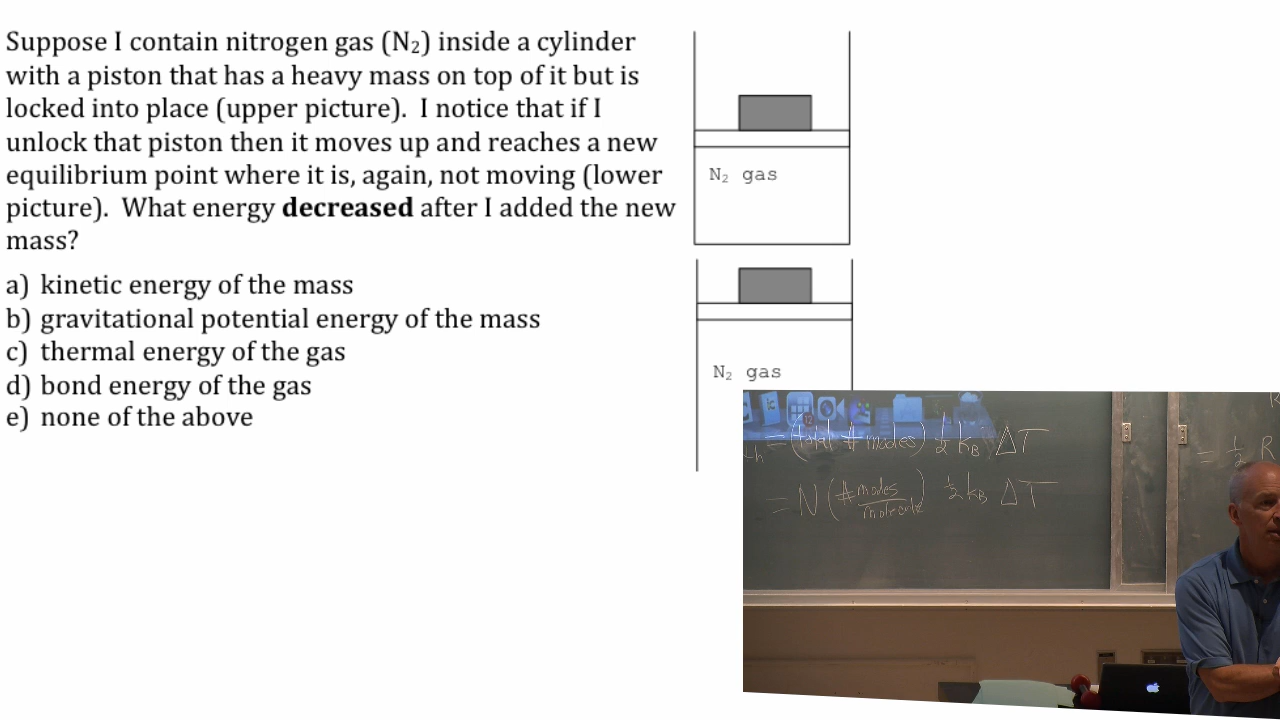 Suppose I contain nitrogen gas (N₂) inside a cylinder
with a piston that has a heavy mass on top of it but is
locked into place (upper picture).  I notice that if I
unlock that piston then it moves up and reaches a new
equilibrium point where it is, again, not moving (lower
picture).  What energy decreased after I added the new
mass?
a) kinetic energy of the mass
b) gravitational potential energy of the mass
c) thermal energy of the gas
d) bond energy of the gas
e) none of the above
N₂ gas
N₂ gas
= (total # modes) ½ k_B ΔT
= N (# modes/molecule) ½ k_B ΔT
= ½ R